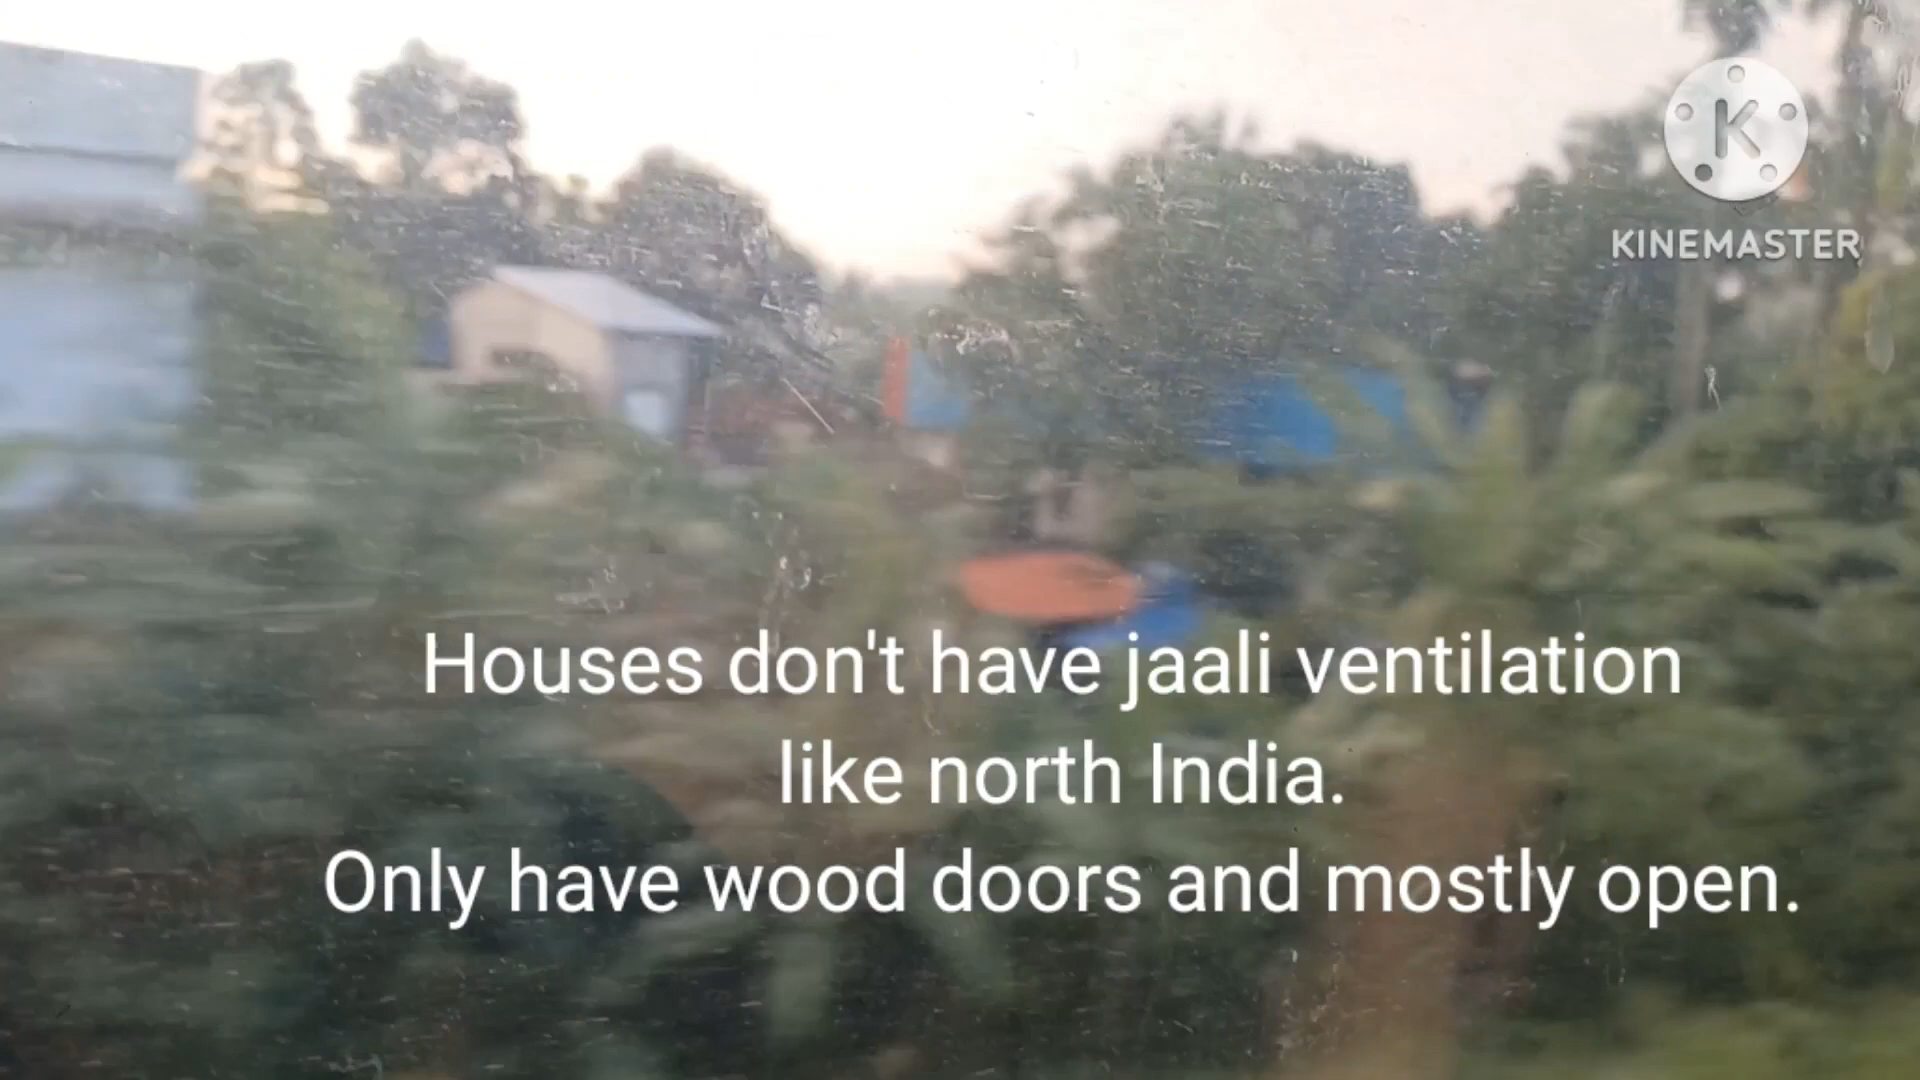 K
KINEMASTER
Houses don't have jaali ventilation
like north India.
Only have wood doors and mostly open.